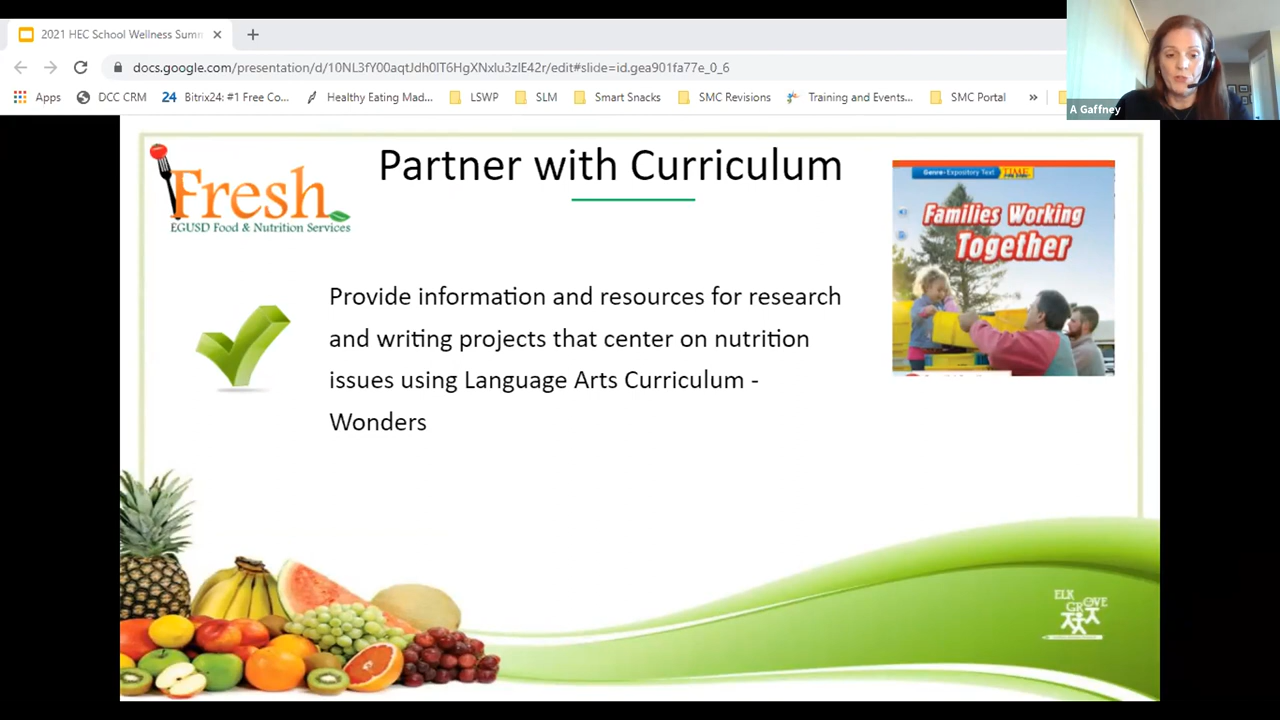 2021 HEC School Wellness Summ
docs.google.com/presentation/d/10NL3fY00aqtJdh0lT6HgXNxlu3zlE42r/edit#slide=id.gea901fa77e_0_6
Apps
DCC CRM
24 Bitrix24: #1 Free Co...
Healthy Eating Mad...
LSWP
SLM
Smart Snacks
SMC Revisions
Training and Events...
SMC Portal
»
A Gaffney
Fresh
EGUSD Food & Nutrition Services
Partner with Curriculum
Genre · Expository Text
TIME
Families Working
Together
Provide information and resources for research
and writing projects that center on nutrition
issues using Language Arts Curriculum -
Wonders
ELK
GROVE